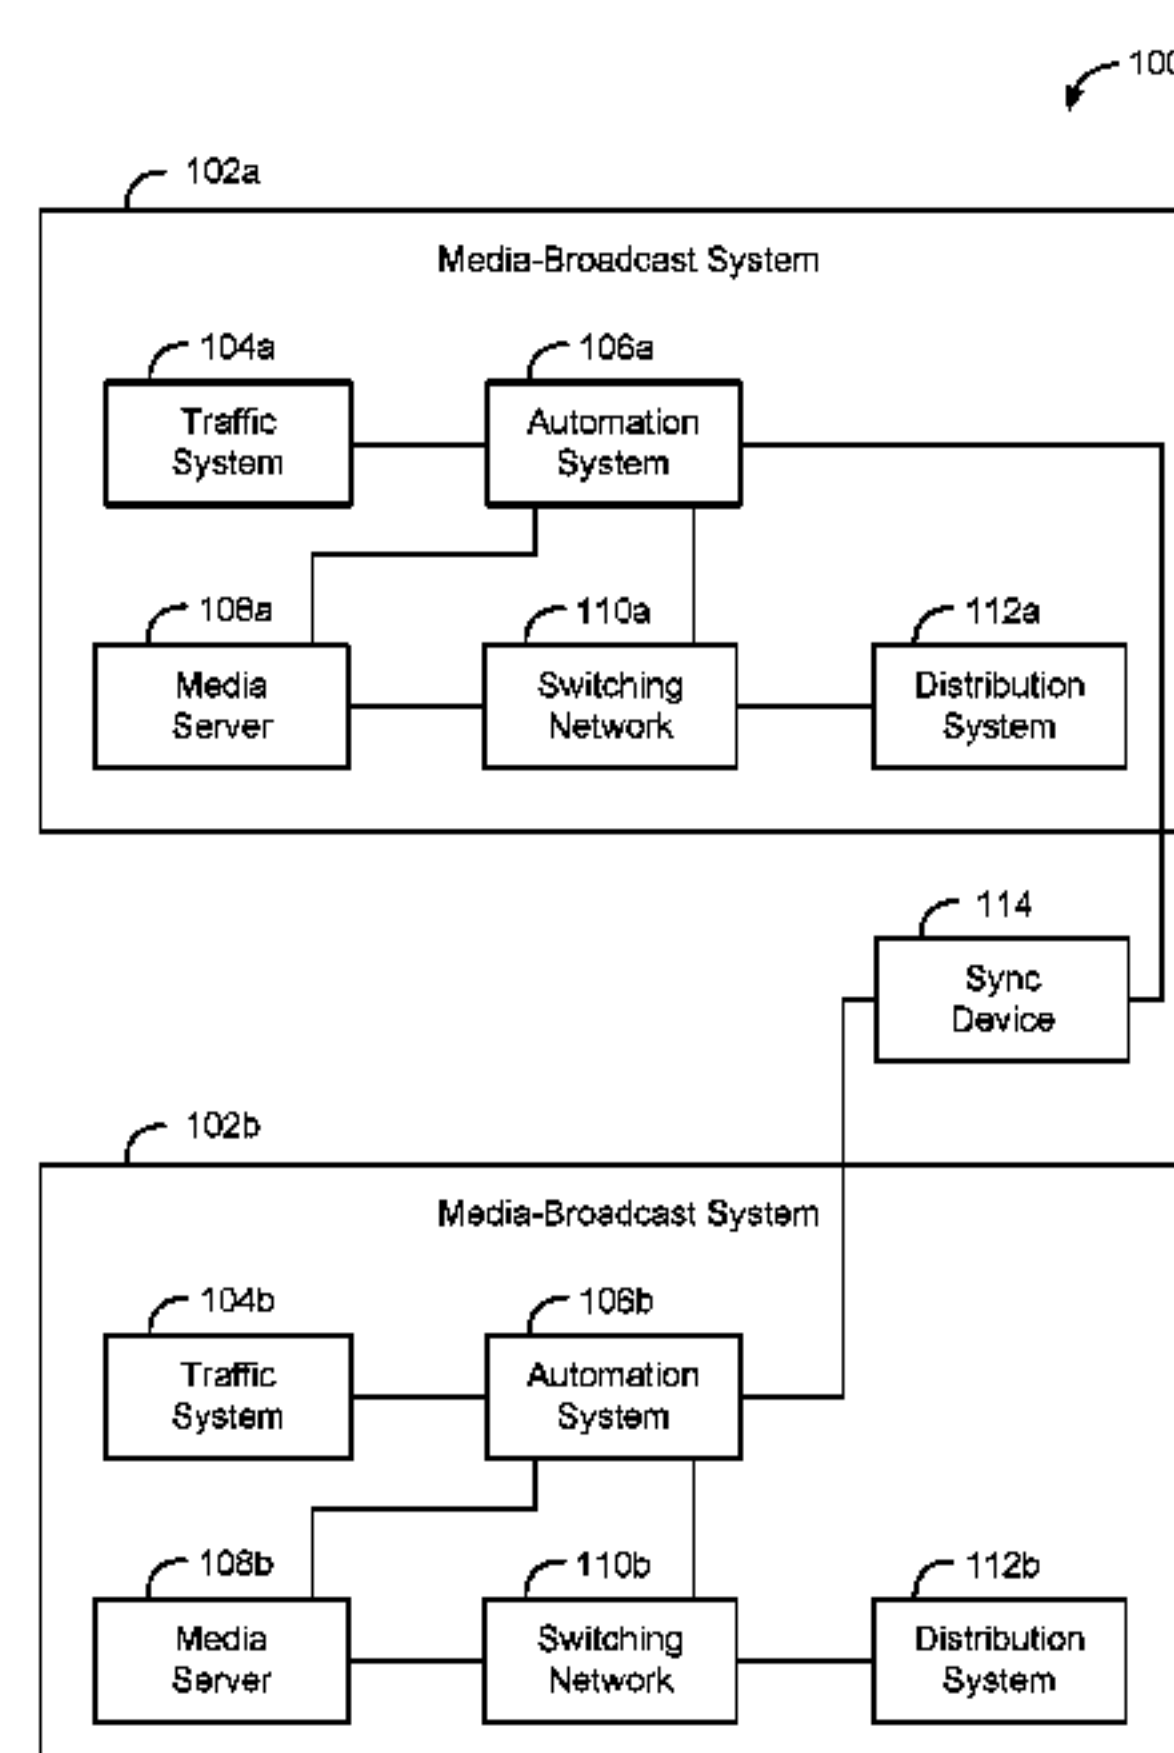 100
102a
Media-Broadcast System
104a
106a
Traffic
System
Automation
System
108a
110a
112a
Media
Server
Switching
Network
Distribution
System
114
Sync
Device
102b
Media-Broadcast System
104b
106b
Traffic
System
Automation
System
108b
110b
112b
Media
Server
Switching
Network
Distribution
System